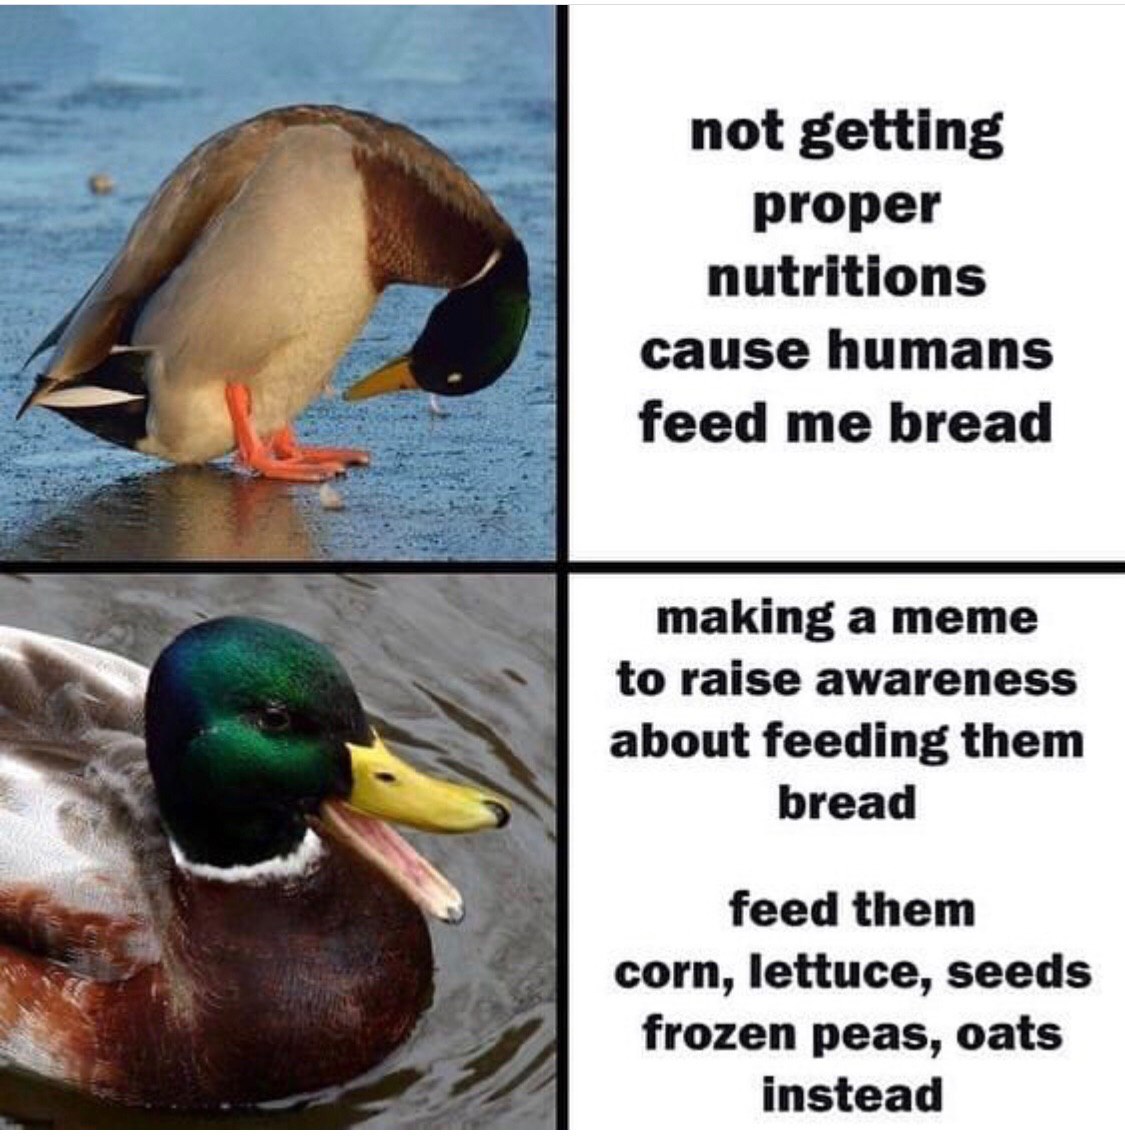 not getting
proper
nutritions
cause humans
feed me bread
making a meme
to raise awareness
about feeding them
bread
feed them
corn, lettuce, seeds
frozen peas, oats
instead